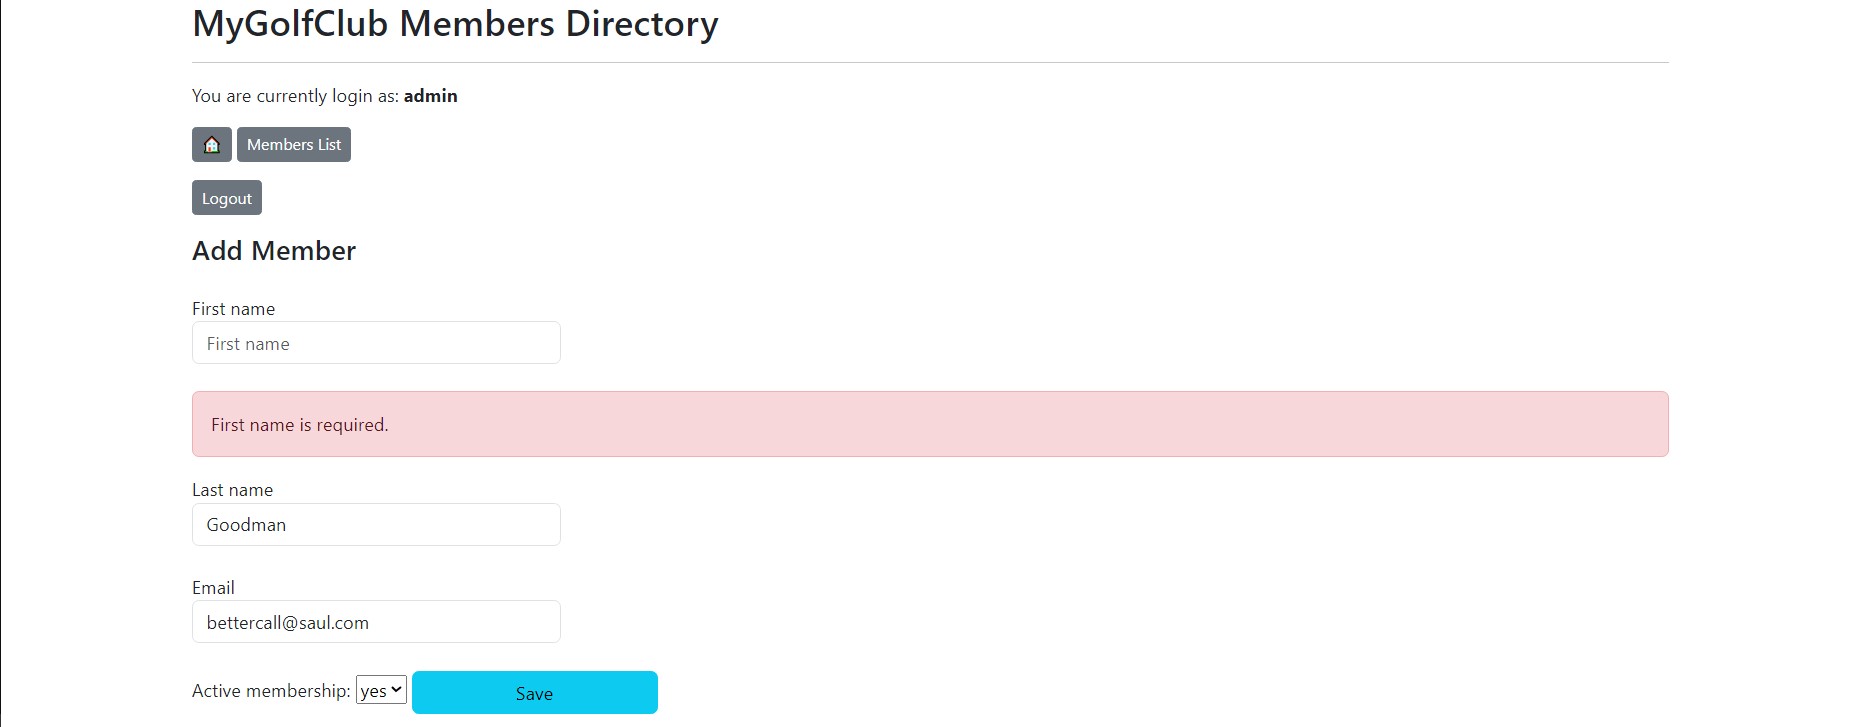 MyGolfClub Members Directory
You are currently login as: admin
Members List
Logout
Add Member
First name
First name
First name is required.
Last name
Goodman
Email
bettercall@saul.com
Active membership: yes Save